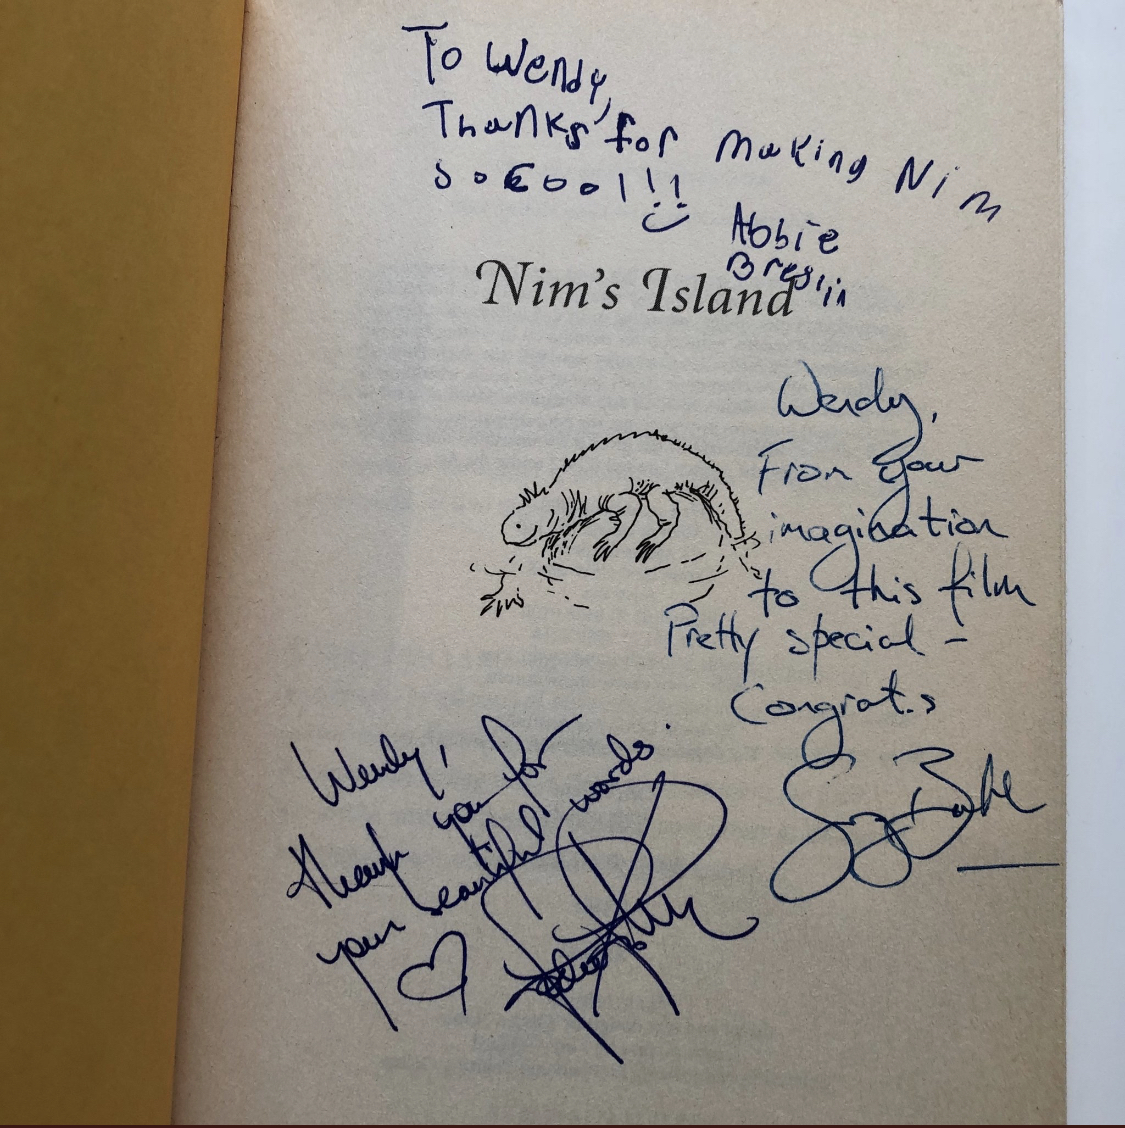 To Wendy,
Thanks for making Nim
so Cool!!
Abbie
Breslin
Nim's Island
Wendy,
From your
imagination
to this film
Pretty special -
Congrats
Wendy,
thank you for
your beautiful words.